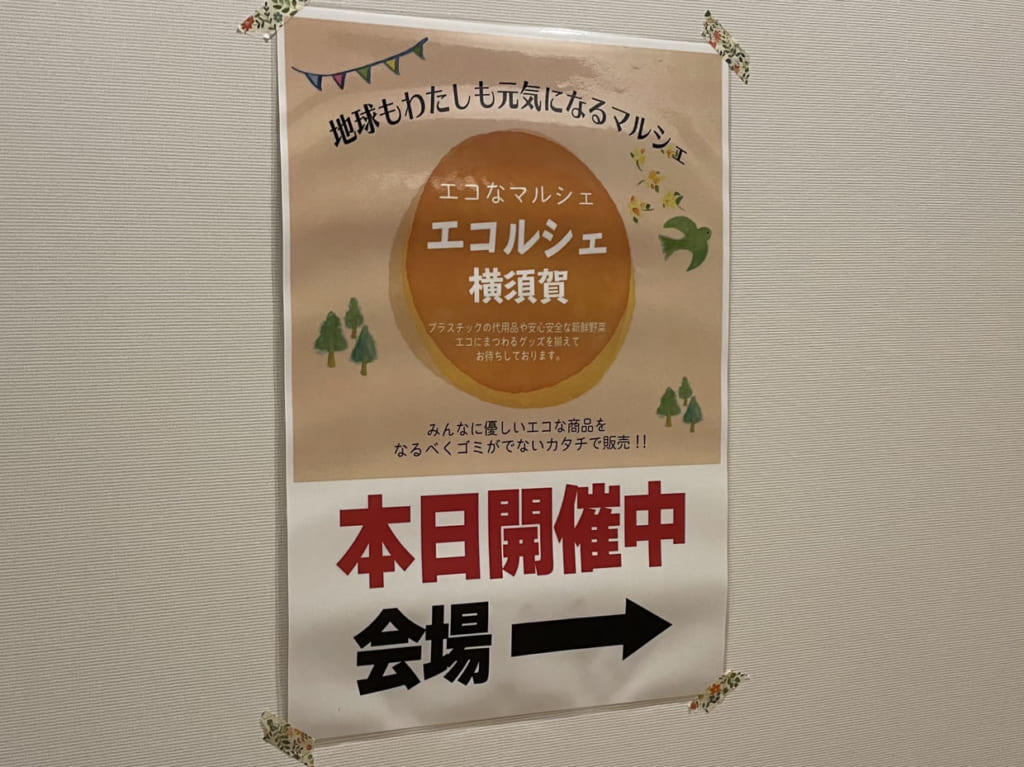 地球もわたしも元気になるマルシェ
エコなマルシェ
エコルシェ
横須賀
プラスチックの代用品や安心安全な新鮮野菜
エコにまつわるグッズを揃えて
お待ちしております。
みんなに優しいエコな商品を
なるべくゴミがでないカタチで販売!!
本日開催中
会場